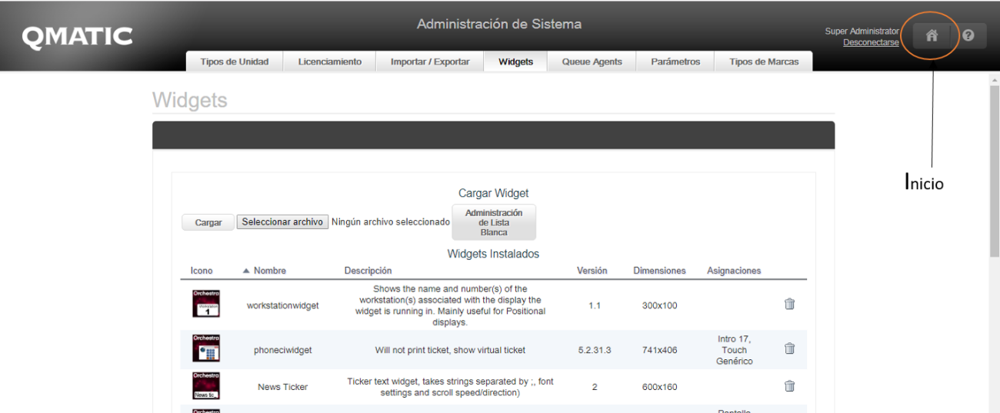 QMATIC
Administración de Sistema
Super Administrator
Desconectarse
Tipos de Unidad
Licenciamiento
Importar / Exportar
Widgets
Queue Agents
Parámetros
Tipos de Marcas
Widgets
Inicio
Cargar Widget
Cargar
Seleccionar archivo
Ningún archivo seleccionado
Administración
de Lista
Blanca
Widgets Instalados
Icono
Nombre
Descripción
Versión
Dimensiones
Asignaciones
Orchestra
1
workstationwidget
Shows the name and number(s) of the
workstation(s) associated with the display the
widget is running in. Mainly useful for Positional
displays.
1.1
300x100
Orchestra
phoneciwidget
Will not print ticket, show virtual ticket
5.2.31.3
741x406
Intro 17,
Touch
Genérico
Orchestra
News tic_
News Ticker
Ticker text widget, takes strings separated by ;, font
settings and scroll speed/direction)
2
600x160
Orchestra
Pantalla